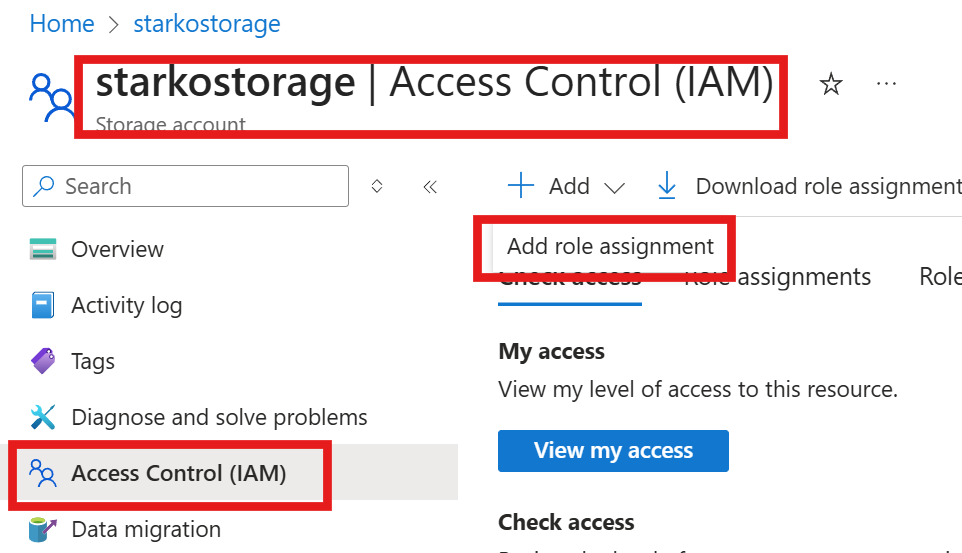 Home > starkostorage
starkostorage | Access Control (IAM)
Storage account
Search
Add
Download role assignment
Add role assignment
Check access
Role assignments
Role
Overview
Activity log
Tags
Diagnose and solve problems
Access Control (IAM)
Data migration
My access
View my level of access to this resource.
View my access
Check access